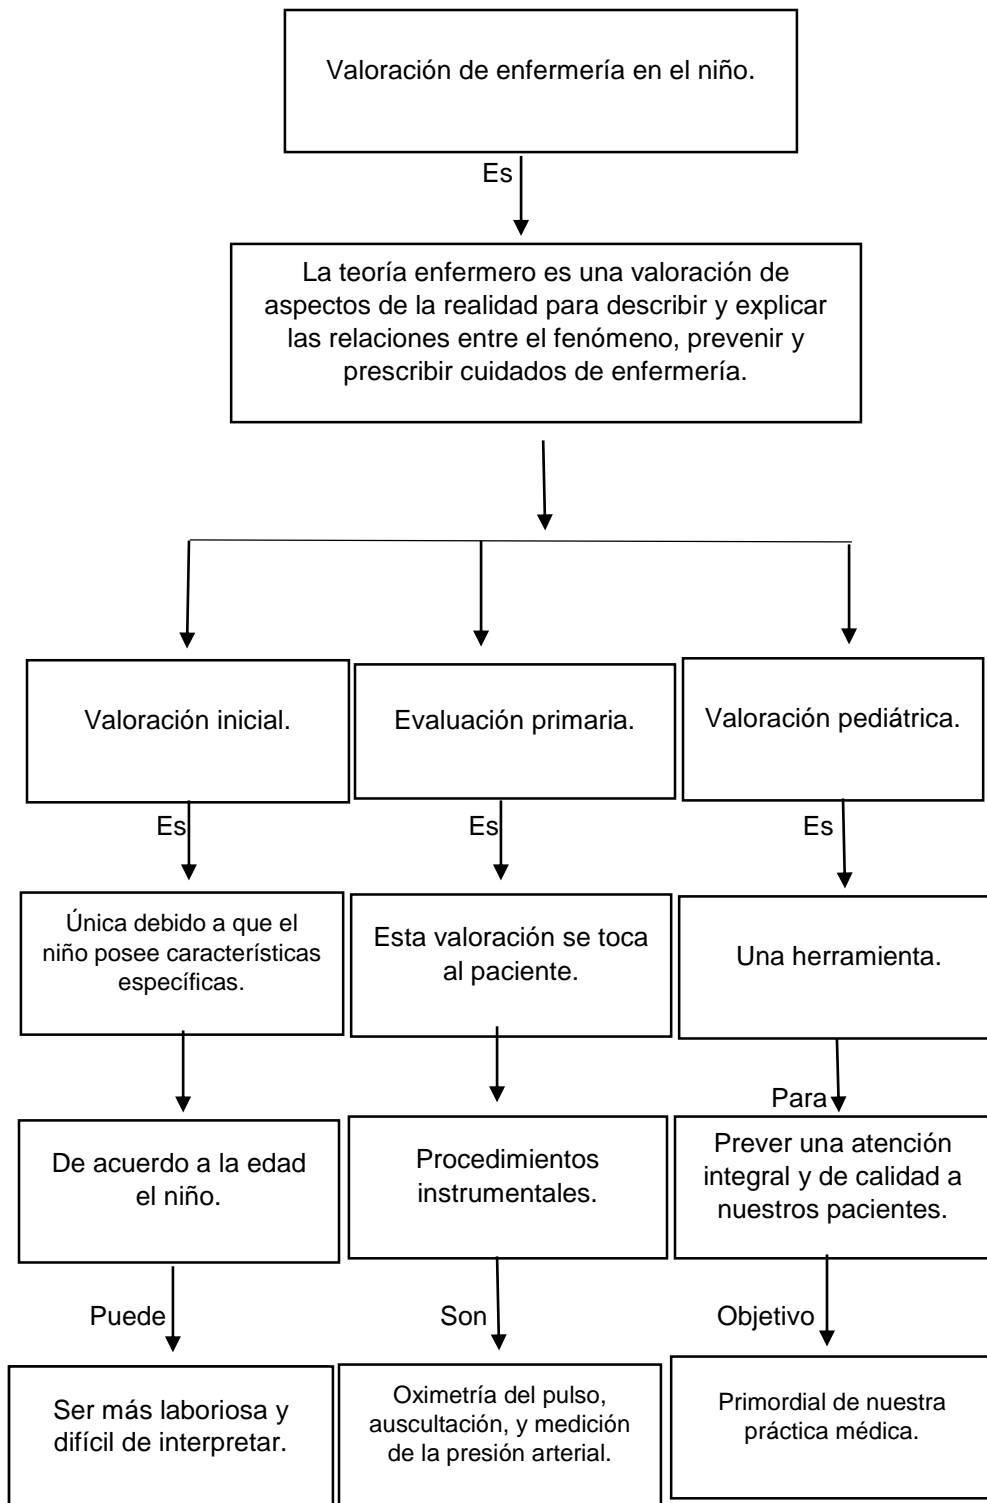 Valoración de enfermería en el niño.
Es
La teoría enfermero es una valoración de
aspectos de la realidad para describir y explicar
las relaciones entre el fenómeno, prevenir y
prescribir cuidados de enfermería.
Valoración inicial.
Evaluación primaria.
Valoración pediátrica.
Es
Es
Es
Única debido a que el
niño posee características
específicas.
Esta valoración se toca
al paciente.
Una herramienta.
Para
De acuerdo a la edad
el niño.
Procedimientos
instrumentales.
Prever una atención
integral y de calidad a
nuestros pacientes.
Puede
Son
Objetivo
Ser más laboriosa y
difícil de interpretar.
Oximetría del pulso,
auscultación, y medición
de la presión arterial.
Primordial de nuestra
práctica médica.